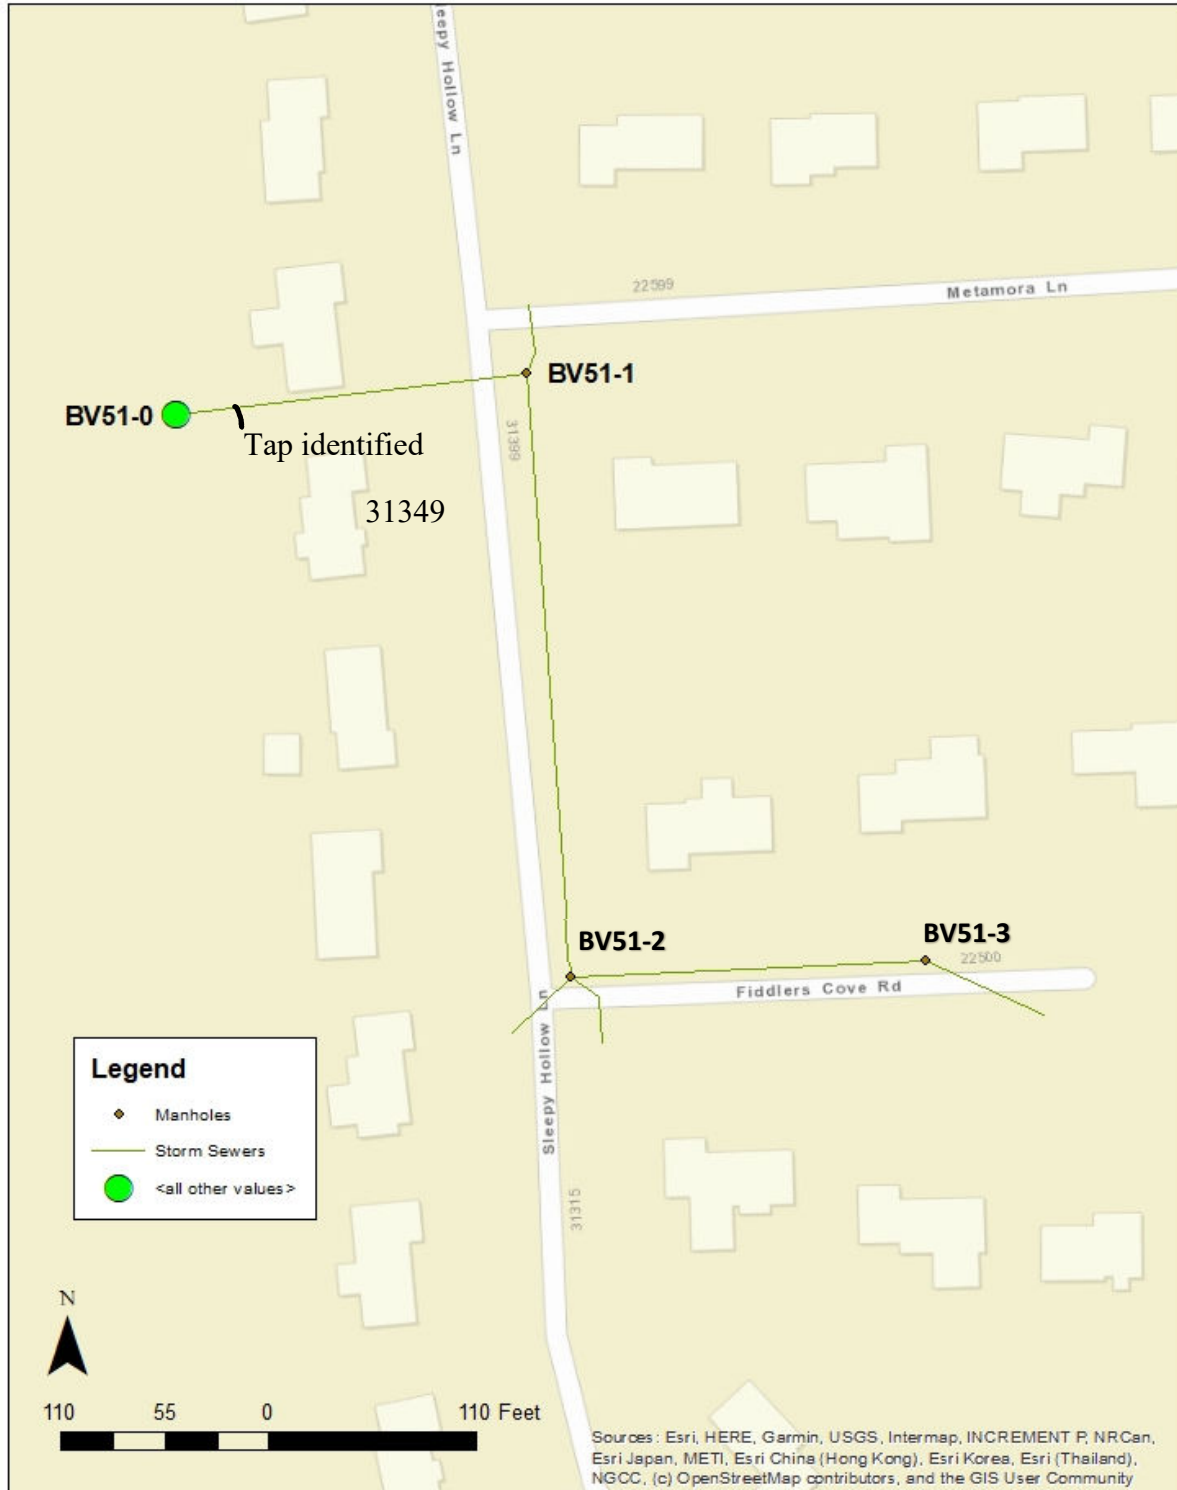 leepy Hollow Ln
22599
Metamora Ln
BV51-1
BV51-0
31399
Tap identified
31349
BV51-2
BV51-3
22500
Fiddlers Cove Rd
Sleepy Hollow Ln
31315
Legend
Manholes
Storm Sewers
<all other values>
N
110 55 0 110 Feet
Sources: Esri, HERE, Garmin, USGS, Intermap, INCREMENT P, NRCan,
Esri Japan, METI, Esri China (Hong Kong), Esri Korea, Esri (Thailand),
NGCC, (c) OpenStreetMap contributors, and the GIS User Community